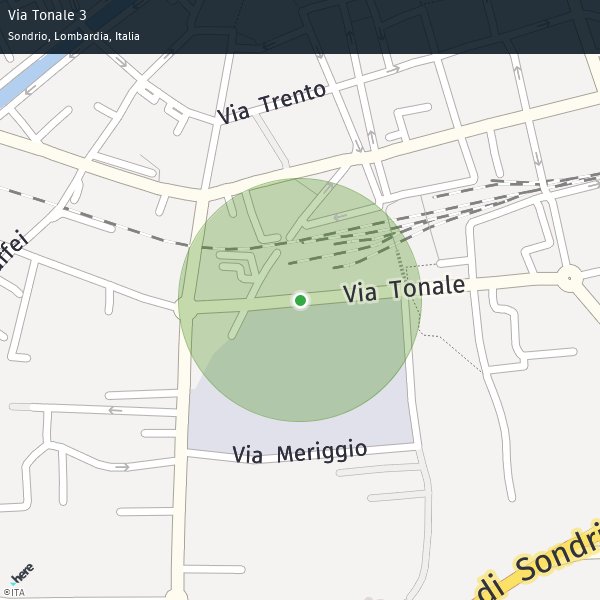 Via Tonale 3
Sondrio, Lombardia, Italia
Via Trento
ffei
Via Tonale
Via Meriggio
di Sondri
here
©ITA